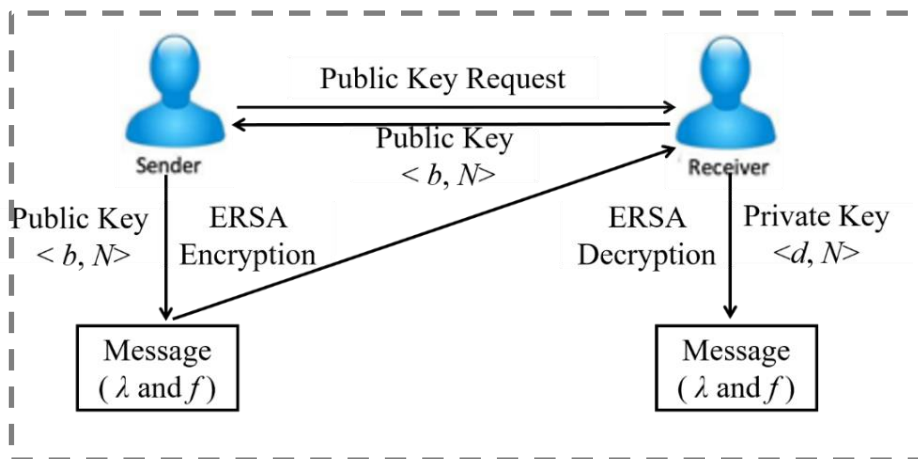 Public Key Request
Public Key
< b, N>
Sender
Receiver
Public Key
< b, N>
ERSA
Encryption
ERSA
Decryption
Private Key
<d, N>
Message
( λ and f )
Message
( λ and f )